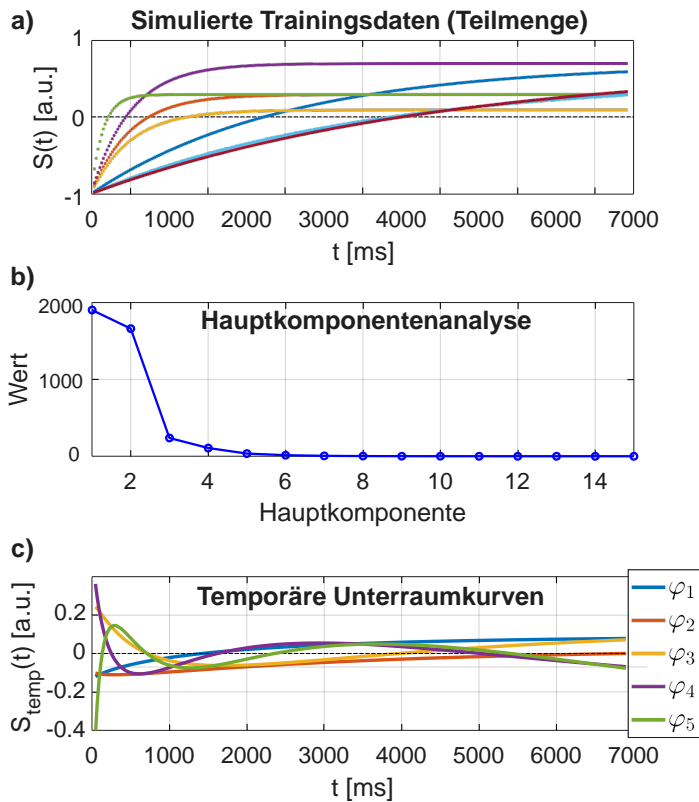 a)
Simulierte Trainingsdaten (Teilmenge)
S(t) [a.u.]
1
0
-1
0 1000 2000 3000 4000 5000 6000 7000
t [ms]
b)
Hauptkomponentenanalyse
Wert
2000
1000
0
2 4 6 8 10 12 14
Hauptkomponente
c)
Temporäre Unterraumkurven
S_temp(t) [a.u.]
0.2
0
-0.2
-0.4
0 1000 2000 3000 4000 5000 6000 7000
t [ms]
φ1
φ2
φ3
φ4
φ5